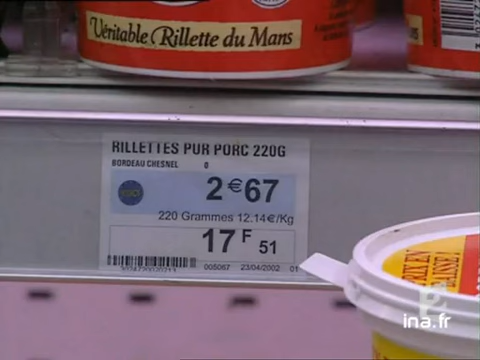 Véritable Rillette du Mans
RILLETTES PUR PORC 220G
BORDEAU CHESNEL 0
2€67
220 Grammes 12.14€/Kg
17F51
005067 23/04/2002 01
ina.fr